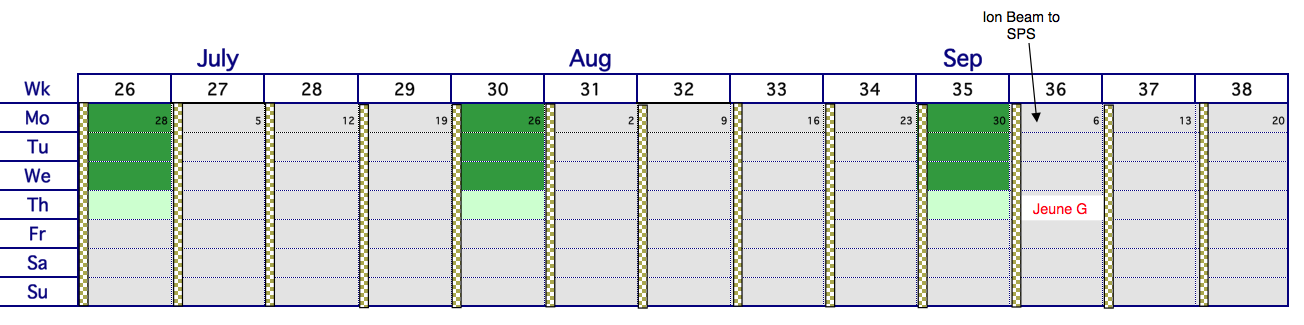 Ion Beam to
SPS
July Aug Sep
Wk 26 27 28 29 30 31 32 33 34 35 36 37 38
Mo 28 5 12 19 26 2 9 16 23 30 6 13 20
Tu
We
Th Jeune G
Fr
Sa
Su